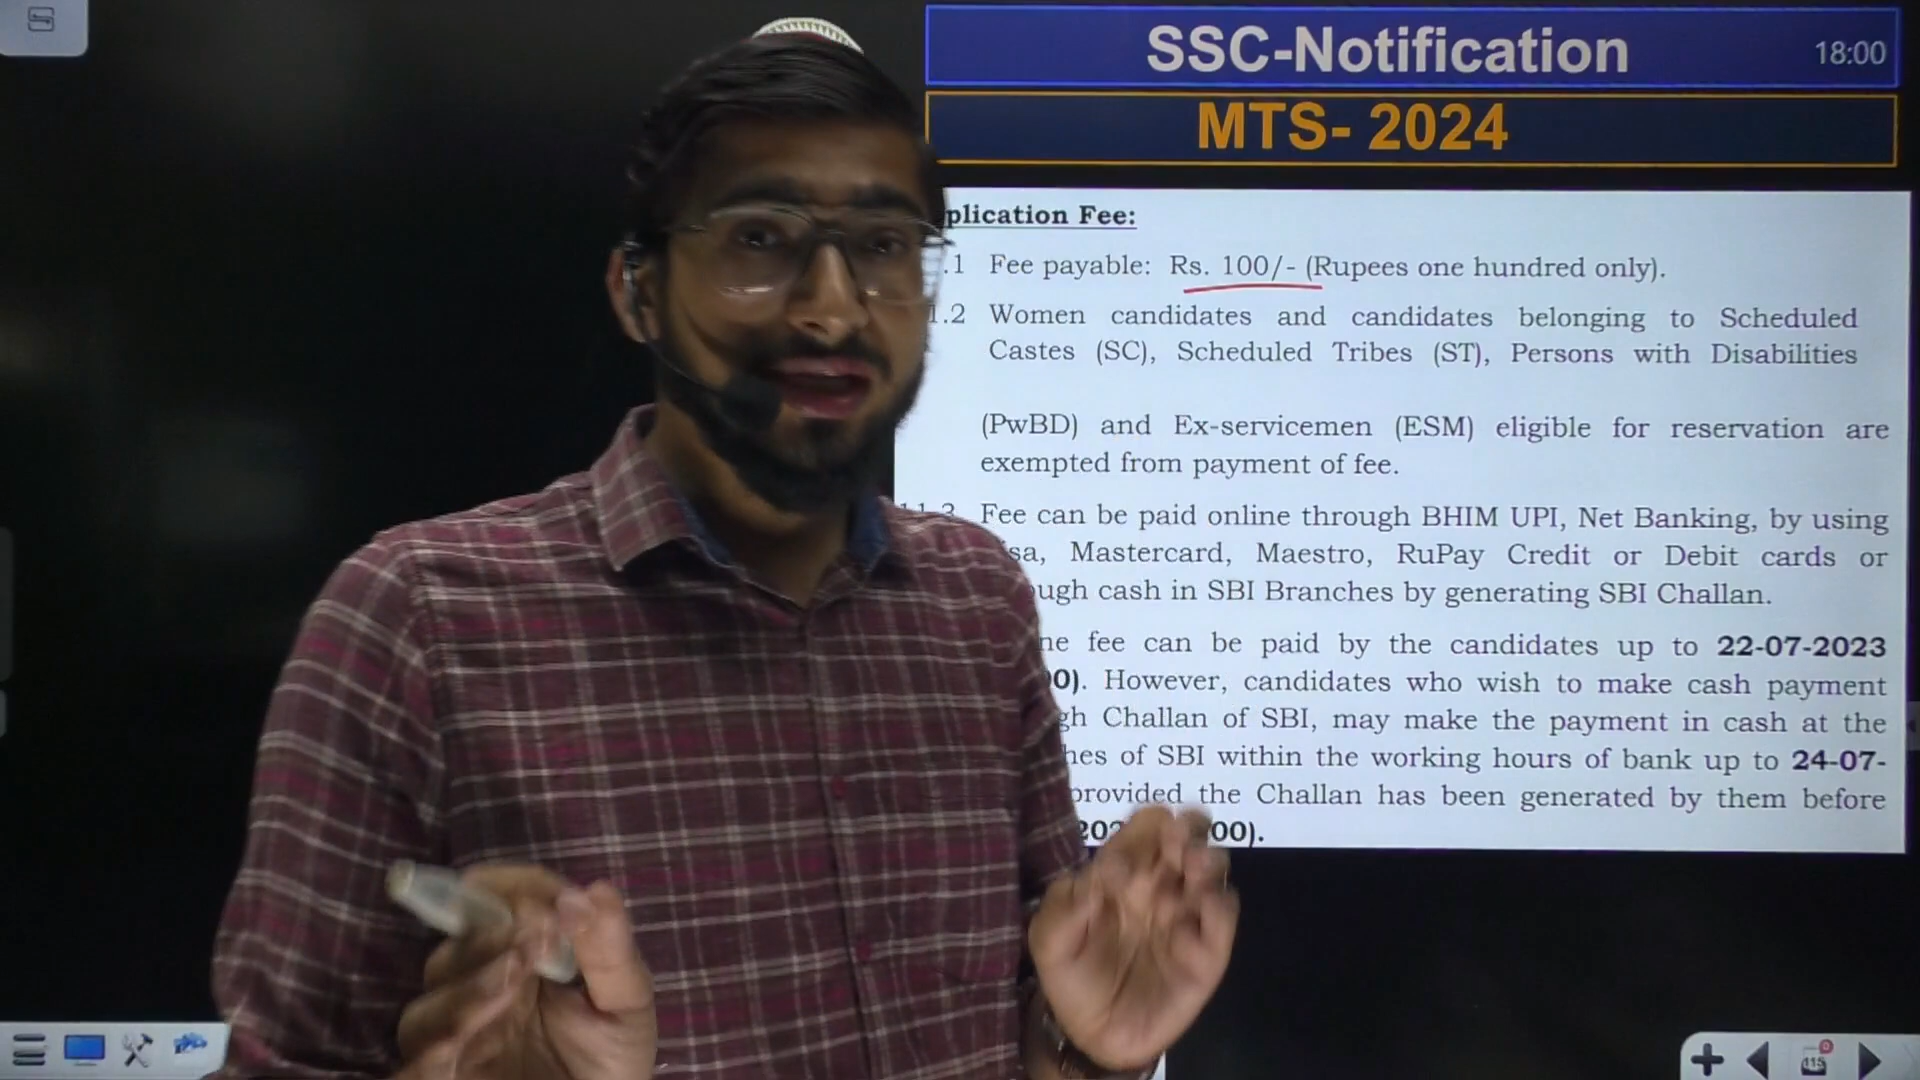 SSC-Notification
18:00
MTS- 2024
plication Fee:
.1 Fee payable: Rs. 100/- (Rupees one hundred only).
1.2 Women candidates and candidates belonging to Scheduled
Castes (SC), Scheduled Tribes (ST), Persons with Disabilities
(PwBD) and Ex-servicemen (ESM) eligible for reservation are
exempted from payment of fee.
Fee can be paid online through BHIM UPI, Net Banking, by using
sa, Mastercard, Maestro, RuPay Credit or Debit cards or
ugh cash in SBI Branches by generating SBI Challan.
ne fee can be paid by the candidates up to 22-07-2023
00). However, candidates who wish to make cash payment
gh Challan of SBI, may make the payment in cash at the
hes of SBI within the working hours of bank up to 24-07-
provided the Challan has been generated by them before
00).
115